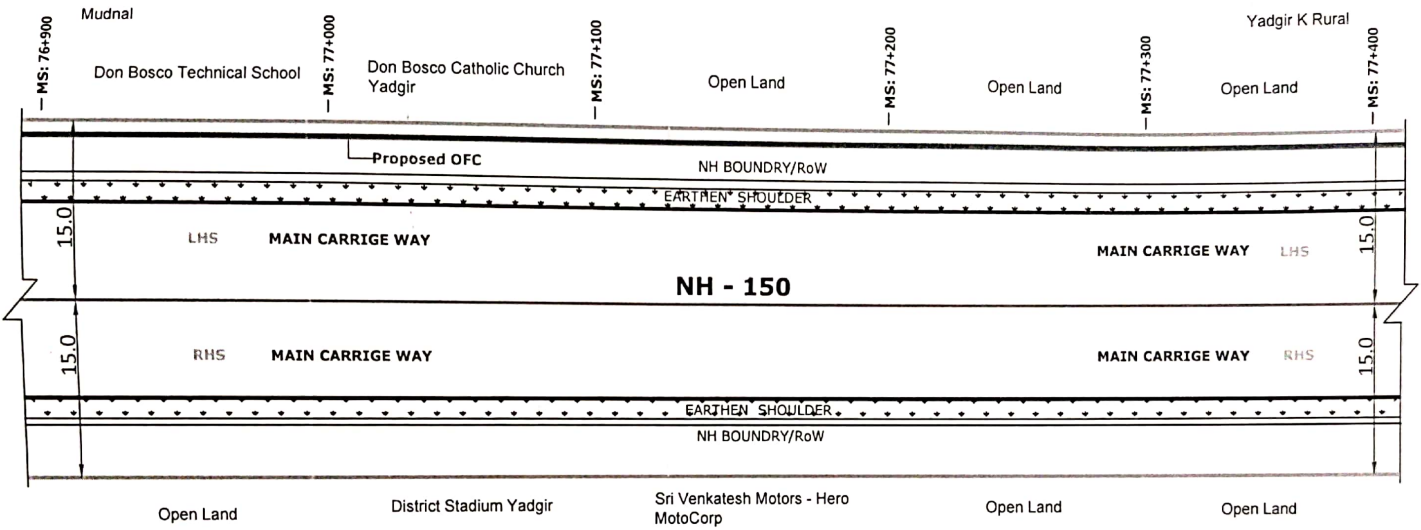 Mudnal
Yadgir K Rural
MS: 76+900
MS: 77+000
MS: 77+100
MS: 77+200
MS: 77+300
MS: 77+400
Don Bosco Technical School
Don Bosco Catholic Church
Yadgir
Open Land
Open Land
Open Land
Proposed OFC
NH BOUNDRY/RoW
EARTHEN SHOULDER
15.0
LHS MAIN CARRIGE WAY
MAIN CARRIGE WAY LHS
15.0
NH - 150
15.0
RHS MAIN CARRIGE WAY
MAIN CARRIGE WAY RHS
15.0
EARTHEN SHOULDER
NH BOUNDRY/RoW
Open Land
District Stadium Yadgir
Sri Venkatesh Motors - Hero
MotoCorp
Open Land
Open Land